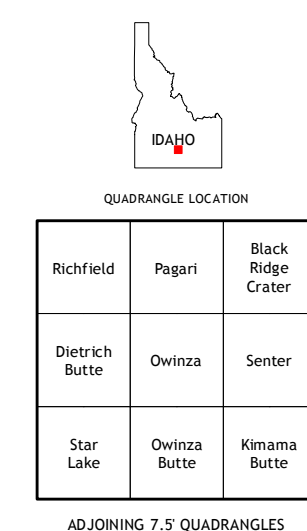 IDAHO
QUADRANGLE LOCATION
Richfield
Pagari
Black
Ridge
Crater
Dietrich
Butte
Owinza
Senter
Star
Lake
Owinza
Butte
Kimama
Butte
ADJOINING 7.5' QUADRANGLES